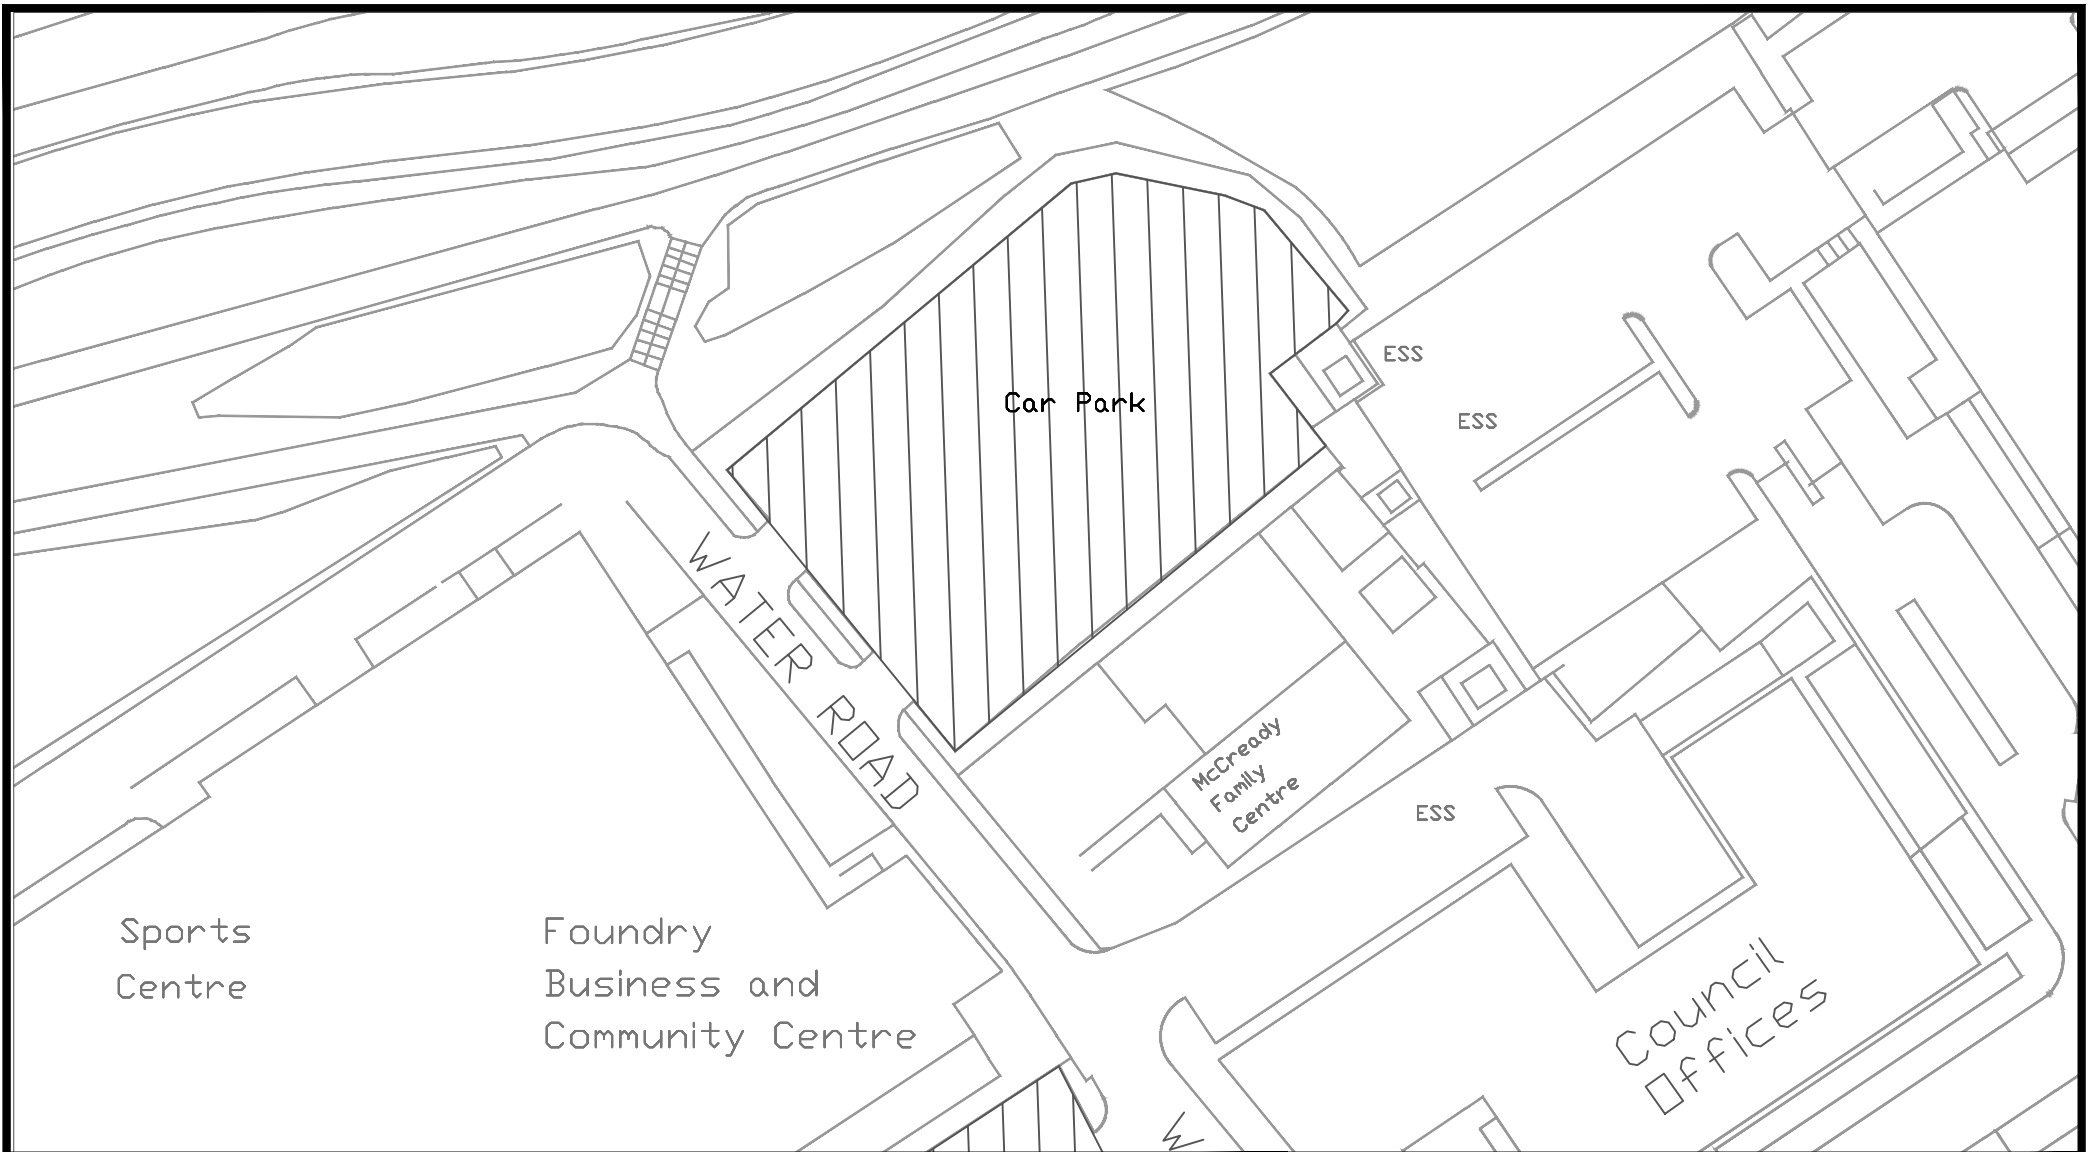 ESS
Car Park
ESS
WATER ROAD
McCready
Family
Centre
ESS
Sports
Centre
Foundry
Business and
Community Centre
Council
Offices
W